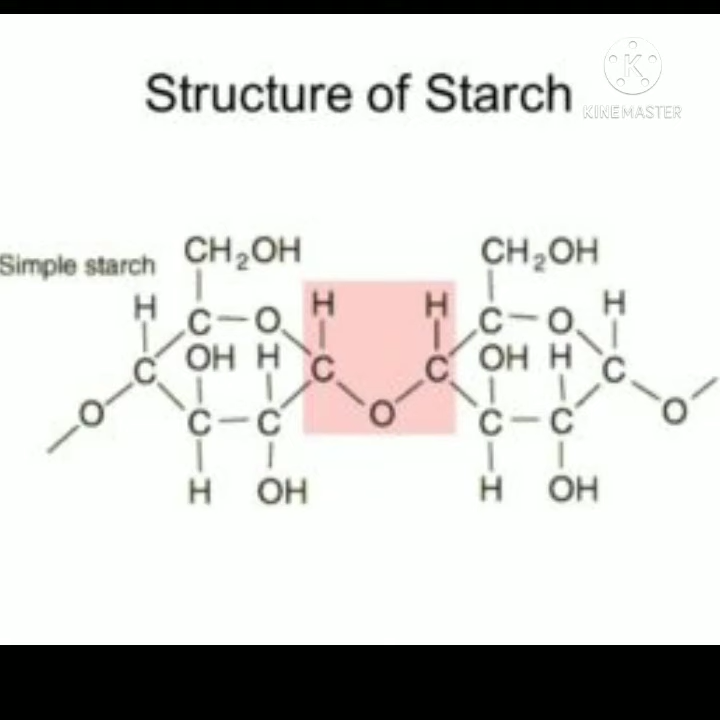 Structure of Starch
K
KINEMASTER
Simple starch
CH₂OH CH₂OH
H H H H
C O C O
OH H OH H
C C C C
O O O
C C C C
H OH H OH